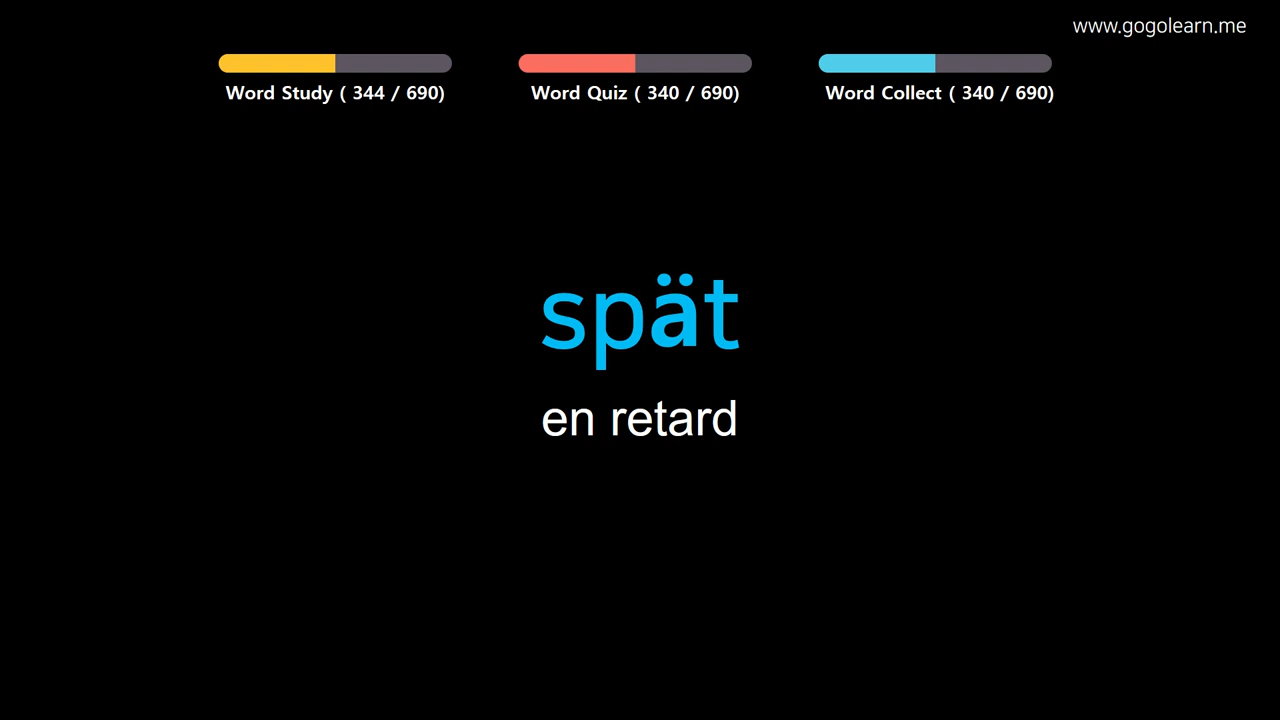 www.gogolearn.me
Word Study ( 344 / 690)
Word Quiz ( 340 / 690)
Word Collect ( 340 / 690)
spät
en retard